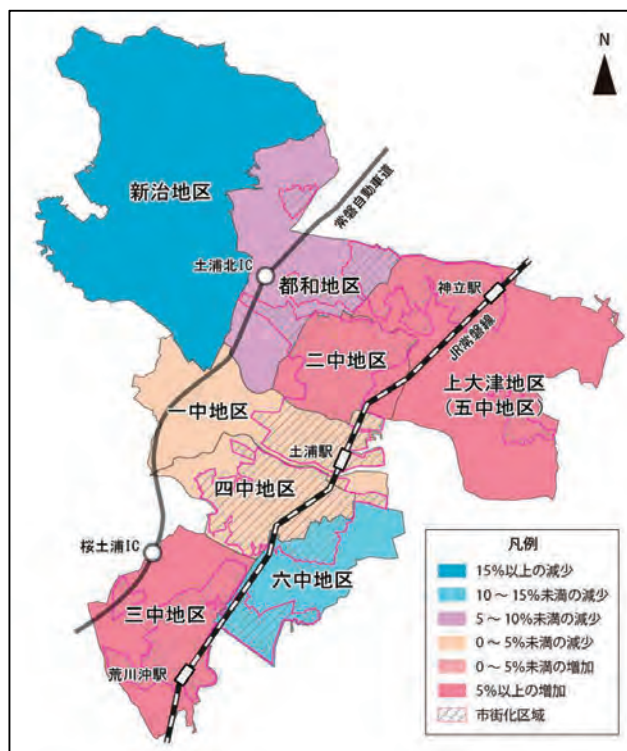 N
新治地区
常磐自動車道
土浦北IC
都和地区
神立駅
JR常磐線
二中地区
上大津地区
(五中地区)
一中地区
土浦駅
四中地区
桜土浦IC
六中地区
三中地区
荒川沖駅
凡例
15%以上の減少
10～15%未満の減少
5～10%未満の減少
0～5%未満の減少
0～5%未満の増加
5%以上の増加
市街化区域